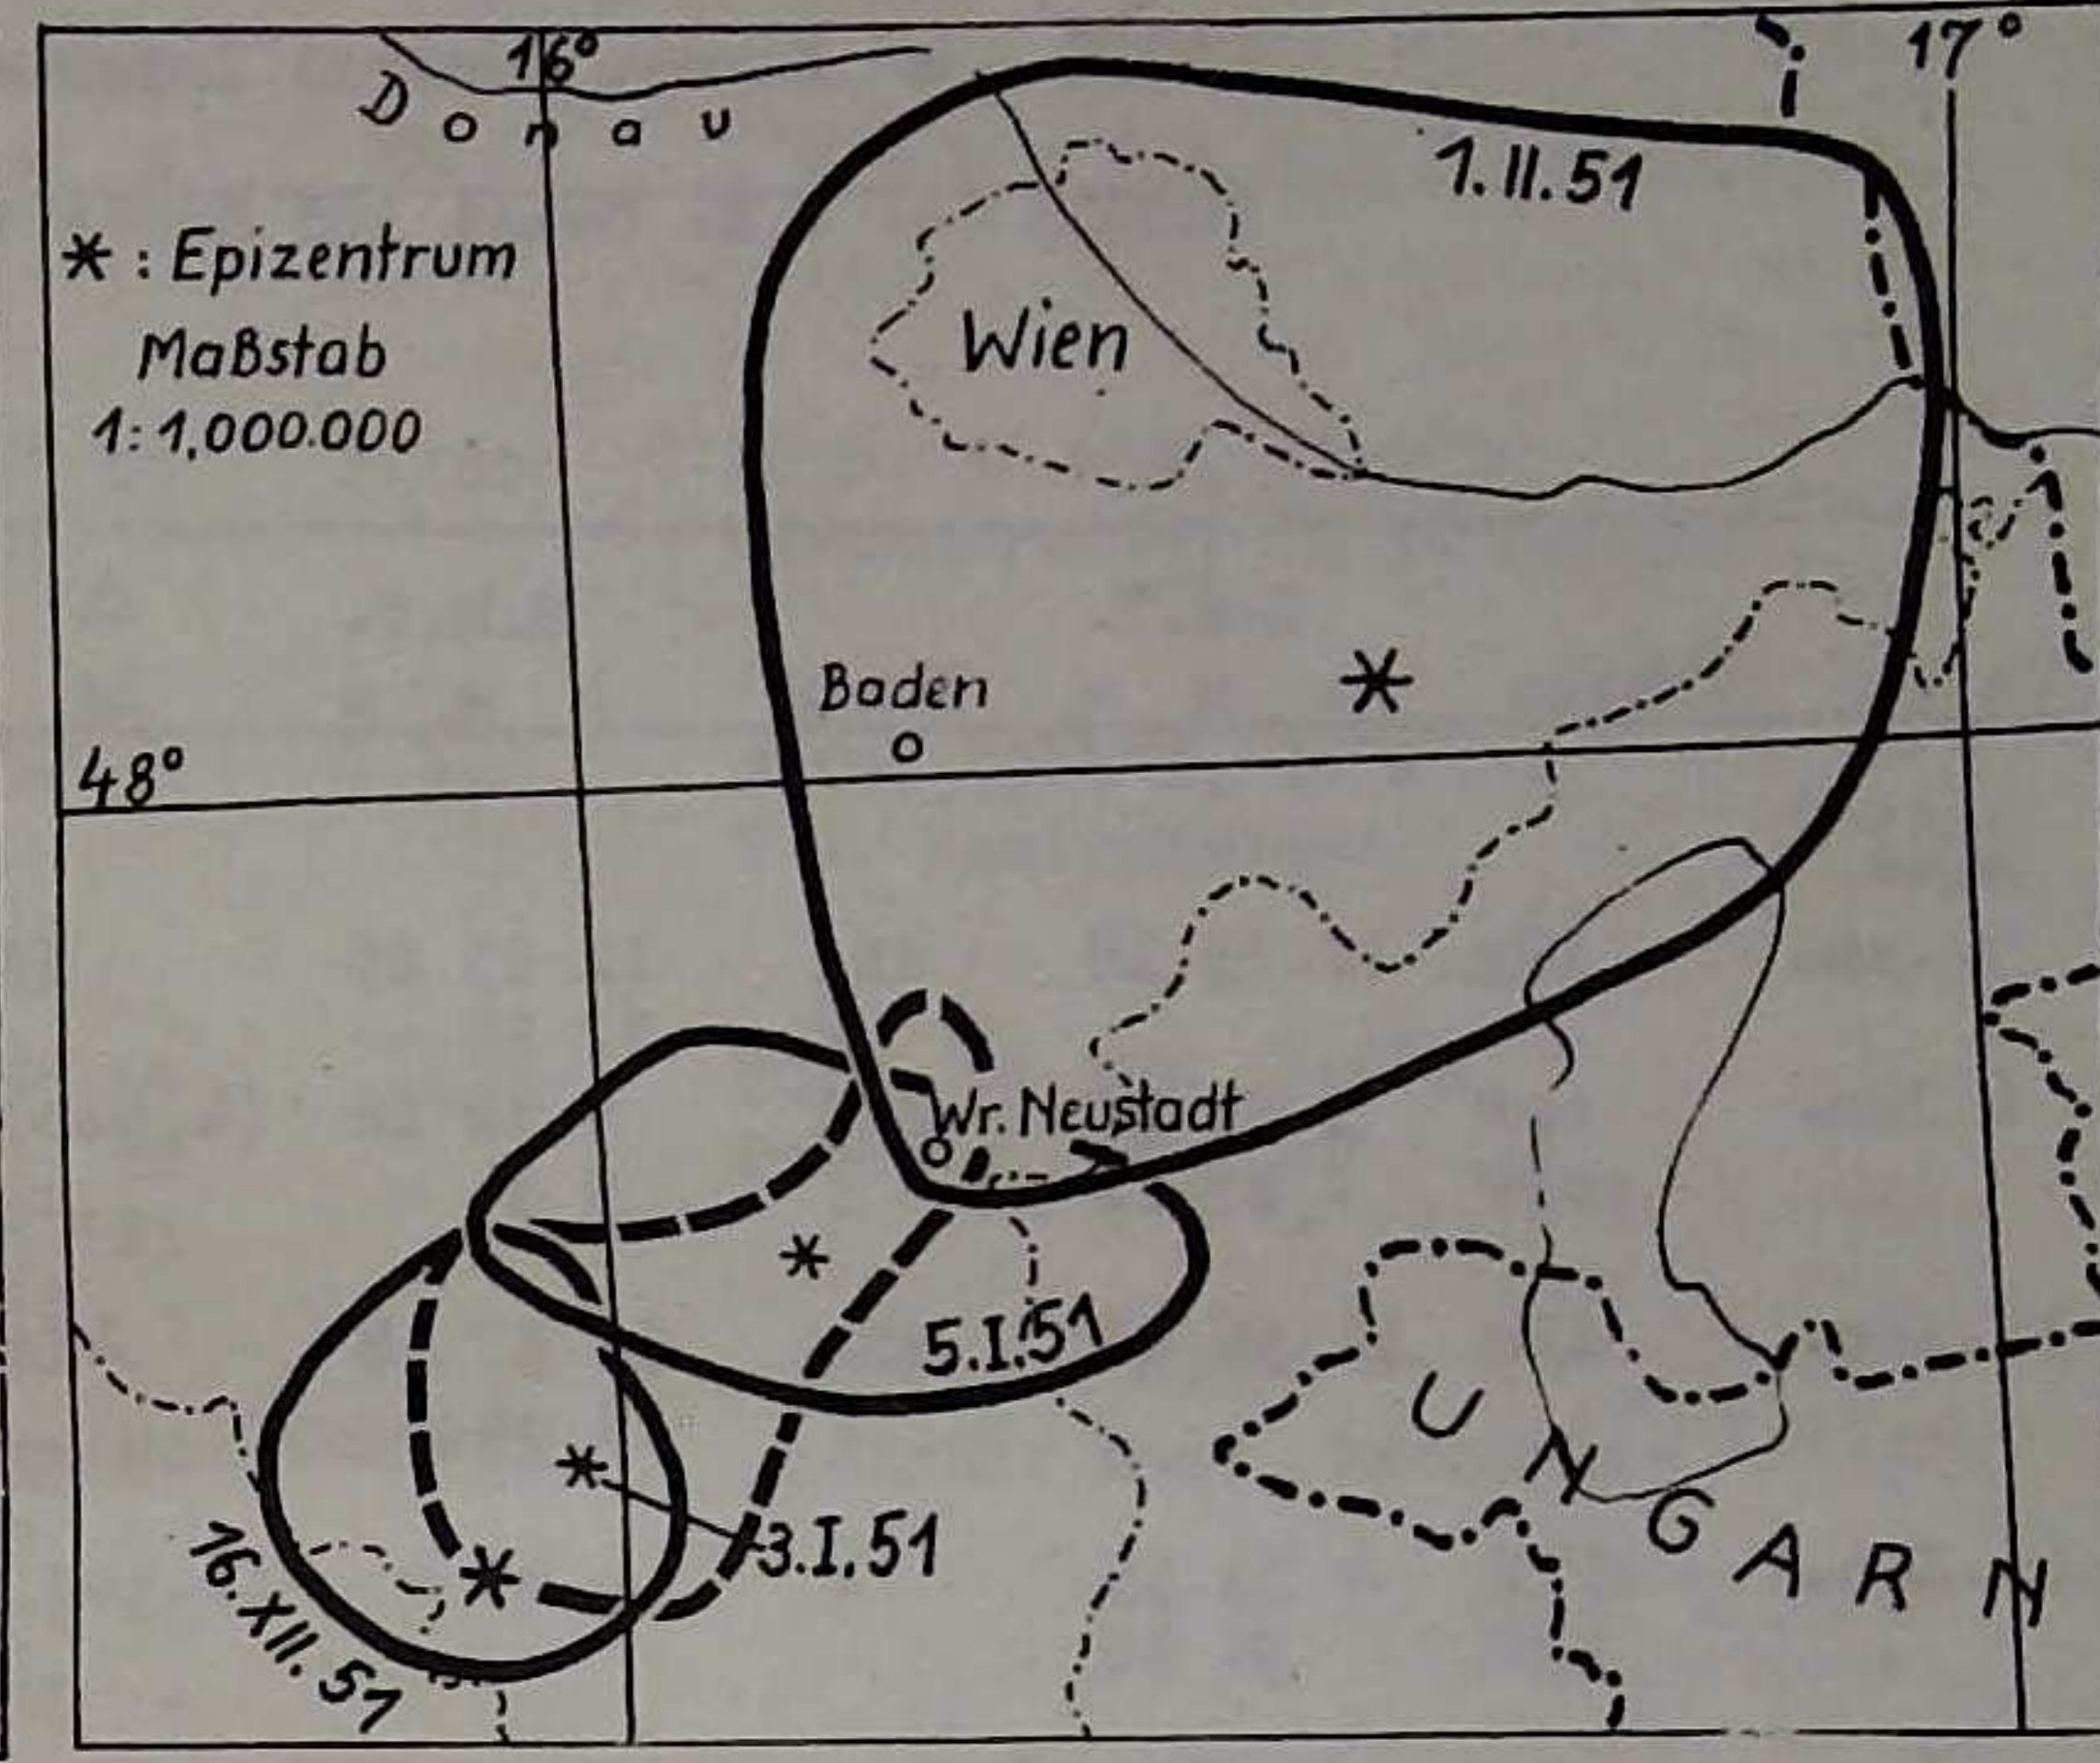 16° 17°
Donau
1.II.51
* : Epizentrum
Maßstab
1:1,000.000
Wien
Baden
48°
Wr. Neustadt
5.I.51
3.I.51
16.XII.51
UNGARN